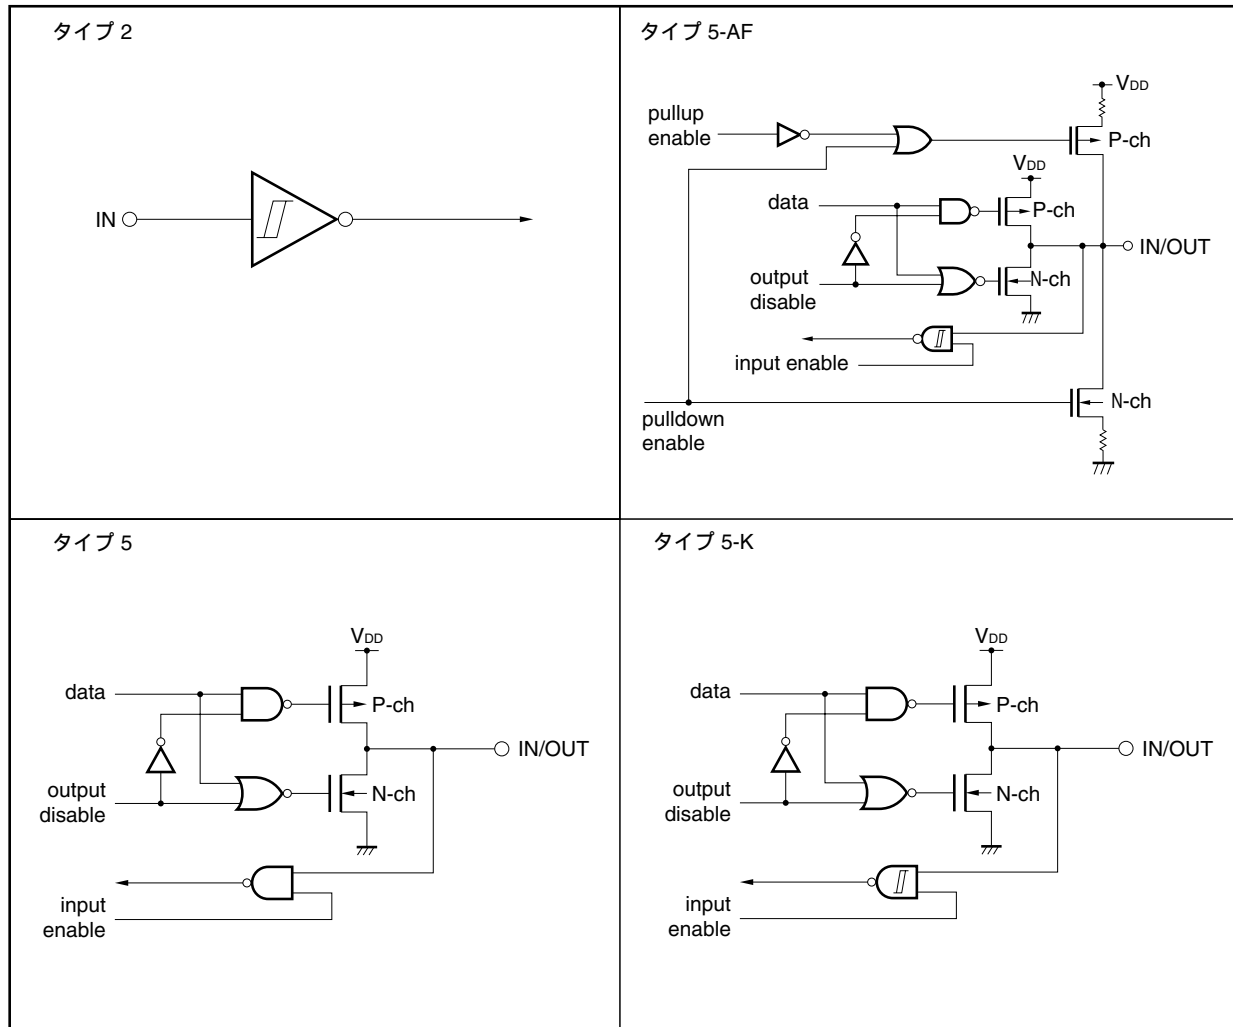 タイプ 2
IN
タイプ 5-AF
VDD
pullup
enable
P-ch
VDD
data
P-ch
IN/OUT
output
disable
N-ch
input enable
N-ch
pulldown
enable
タイプ 5
VDD
data
P-ch
IN/OUT
output
disable
N-ch
input
enable
タイプ 5-K
VDD
data
P-ch
IN/OUT
output
disable
N-ch
input
enable